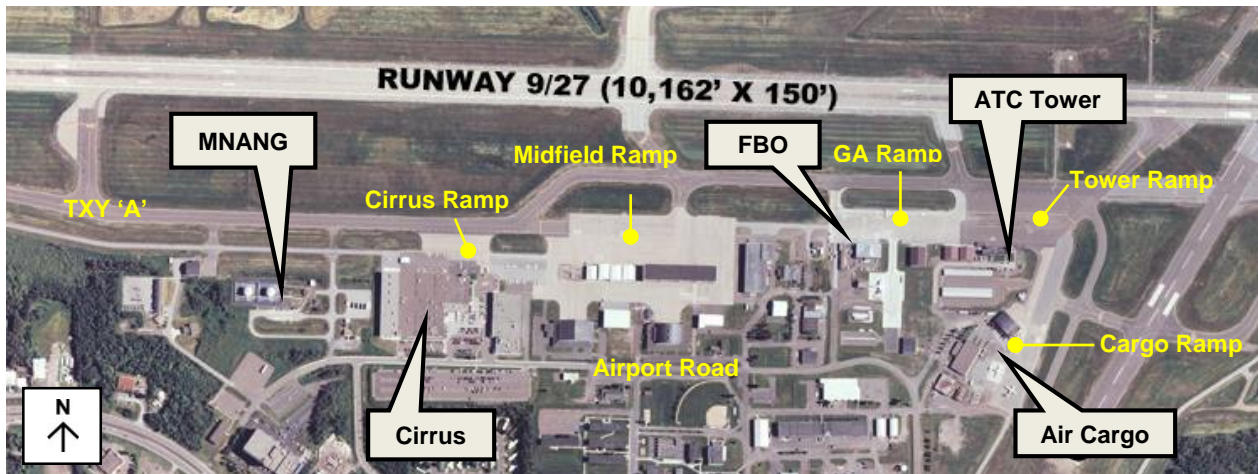 RUNWAY 9/27 (10,162' X 150')
ATC Tower
MNANG
FBO
GA Ramp
Midfield Ramp
Tower Ramp
TXY 'A'
Cirrus Ramp
Cargo Ramp
Airport Road
N
Cirrus
Air Cargo